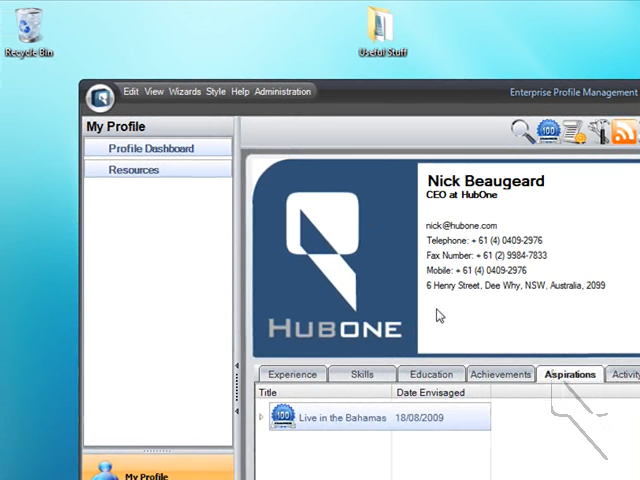 Recycle Bin
Useful Stuff
Edit View Wizards Style Help Administration
Enterprise Profile Management
My Profile
Profile Dashboard
Resources
100
Nick Beaugeard
CEO at HubOne
nick@hubone.com
Telephone: + 61 (4) 0409-2976
Fax Number: + 61 (2) 9984-7833
Mobile: + 61 (4) 0409-2976
6 Henry Street, Dee Why, NSW, Australia, 2099
HUBONE
Experience Skills Education Achievements Aspirations Activity
Title Date Envisaged
100 Live in the Bahamas 18/08/2009
My Profile